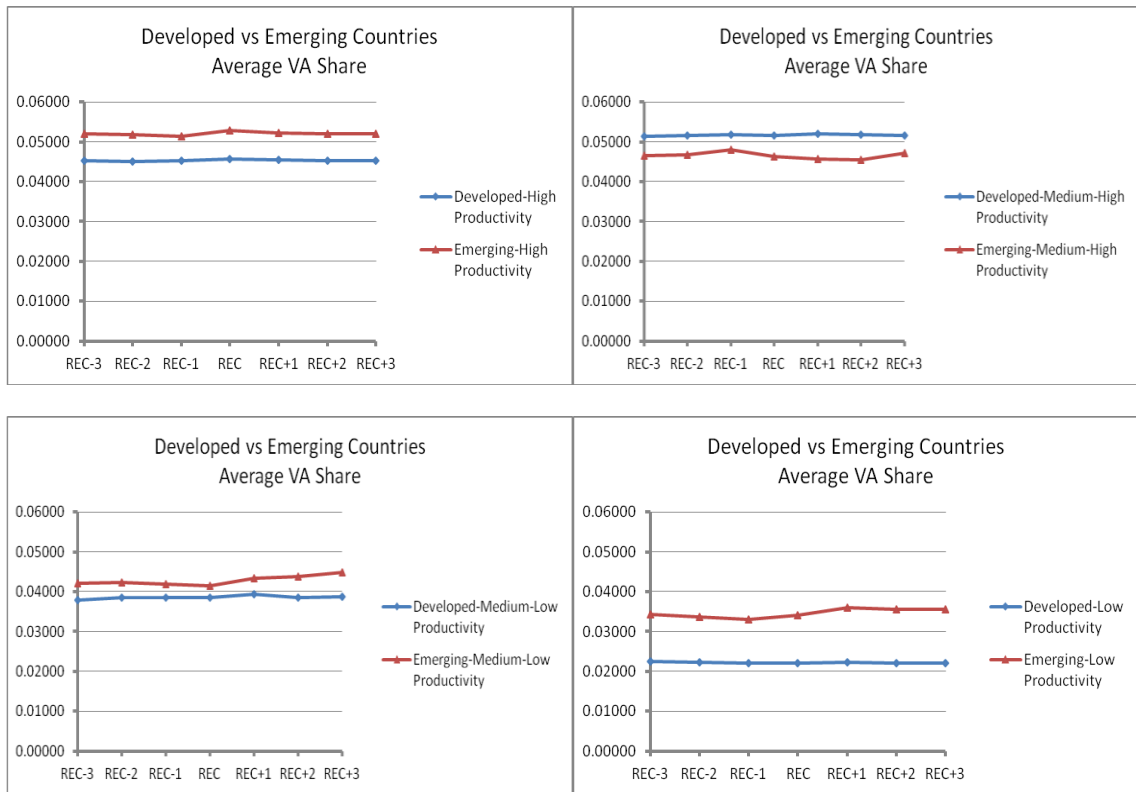 Developed vs Emerging Countries
Average VA Share
0.06000
0.05000
0.04000
0.03000
0.02000
0.01000
0.00000
REC-3 REC-2 REC-1 REC REC+1 REC+2 REC+3
Developed-High
Productivity
Emerging-High
Productivity
Developed vs Emerging Countries
Average VA Share
0.06000
0.05000
0.04000
0.03000
0.02000
0.01000
0.00000
REC-3 REC-2 REC-1 REC REC+1 REC+2 REC+3
Developed-Medium-High
Productivity
Emerging-Medium-High
Productivity
Developed vs Emerging Countries
Average VA Share
0.06000
0.05000
0.04000
0.03000
0.02000
0.01000
0.00000
REC-3 REC-2 REC-1 REC REC+1 REC+2 REC+3
Developed-Medium-Low
Productivity
Emerging-Medium-Low
Productivity
Developed vs Emerging Countries
Average VA Share
0.06000
0.05000
0.04000
0.03000
0.02000
0.01000
0.00000
REC-3 REC-2 REC-1 REC REC+1 REC+2 REC+3
Developed-Low
Productivity
Emerging-Low
Productivity